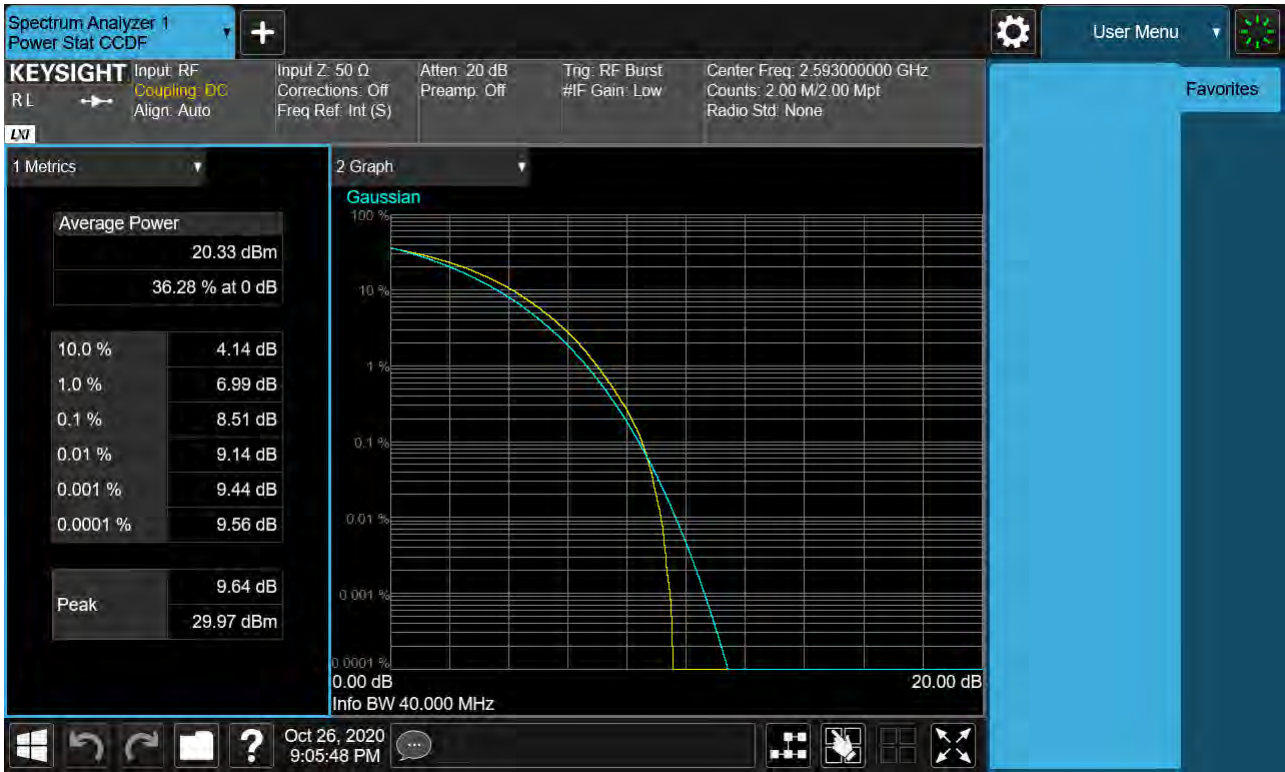 Spectrum Analyzer 1
Power Stat CCDF
User Menu
KEYSIGHT
R L
LXI
Input: RF
Coupling: DC
Align: Auto
Input Z: 50 Ω
Corrections: Off
Freq Ref: Int (S)
Atten: 20 dB
Preamp: Off
Trig: RF Burst
#IF Gain: Low
Center Freq: 2.593000000 GHz
Counts: 2.00 M/2.00 Mpt
Radio Std: None
Favorites
1 Metrics
Average Power
20.33 dBm
36.28 % at 0 dB
10.0 % 4.14 dB
1.0 % 6.99 dB
0.1 % 8.51 dB
0.01 % 9.14 dB
0.001 % 9.44 dB
0.0001 % 9.56 dB
Peak
9.64 dB
29.97 dBm
2 Graph
Gaussian
100 %
10 %
1 %
0.1 %
0.01 %
0.001 %
0.0001 %
0.00 dB 20.00 dB
Info BW 40.000 MHz
Oct 26, 2020
9:05:48 PM